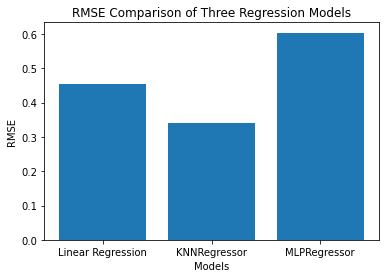 RMSE Comparison of Three Regression Models
0.6
0.5
0.4
0.3
0.2
0.1
0.0
RMSE
Linear Regression
KNNRegressor
MLPRegressor
Models